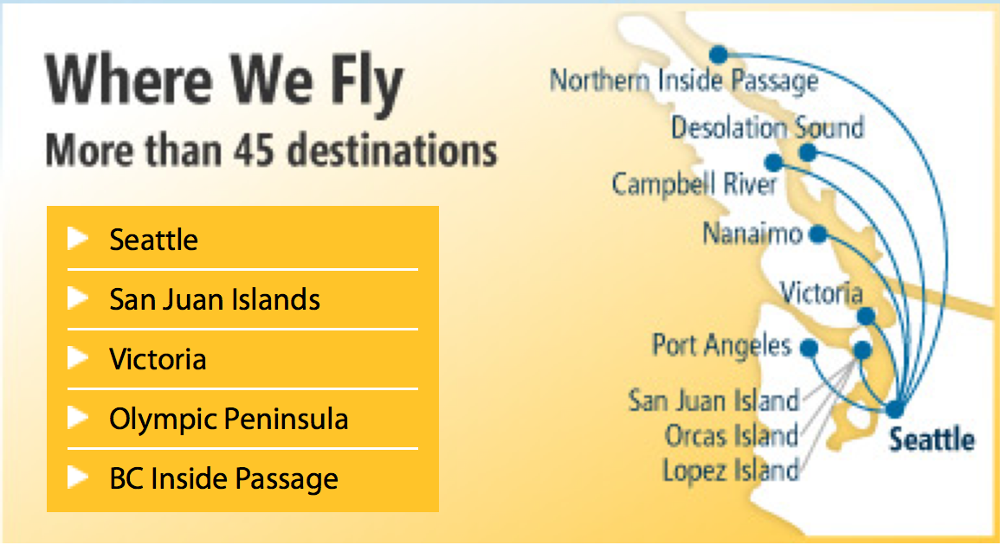 Where We Fly
More than 45 destinations
Seattle
San Juan Islands
Victoria
Olympic Peninsula
BC Inside Passage
Northern Inside Passage
Desolation Sound
Campbell River
Nanaimo
Victoria
Port Angeles
San Juan Island
Orcas Island
Lopez Island
Seattle